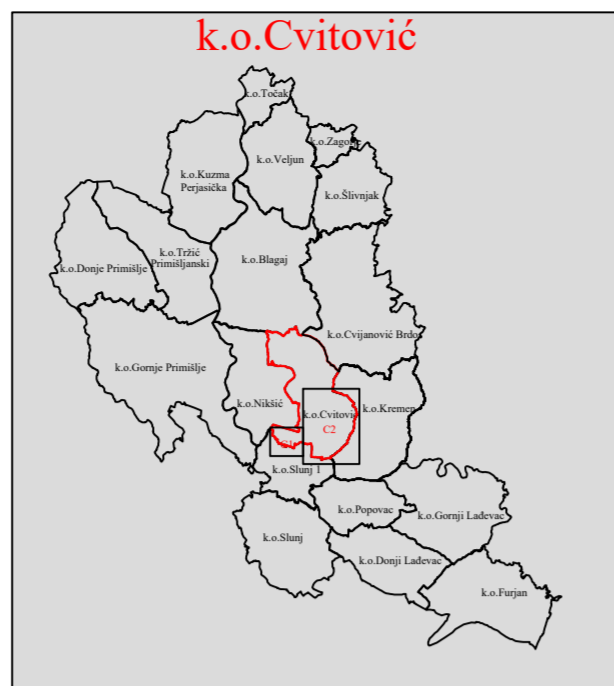 k.o.Cvitović
k.o.Točak
k.o.Zagorje
k.o.Veljun
k.o.Kuzma
Perjasička
k.o.Šlivnjak
k.o.Tržić
Primišljanski
k.o.Blagaj
k.o.Donje Primišlje
k.o.Cvijanović Brdo
k.o.Gornje Primišlje
k.o.Nikšić
k.o.Cvitović
k.o.Kremen
C2
C1
k.o.Slunj 1
k.o.Popovac
k.o.Gornji Lađevac
k.o.Slunj
k.o.Donji Lađevac
k.o.Furjan